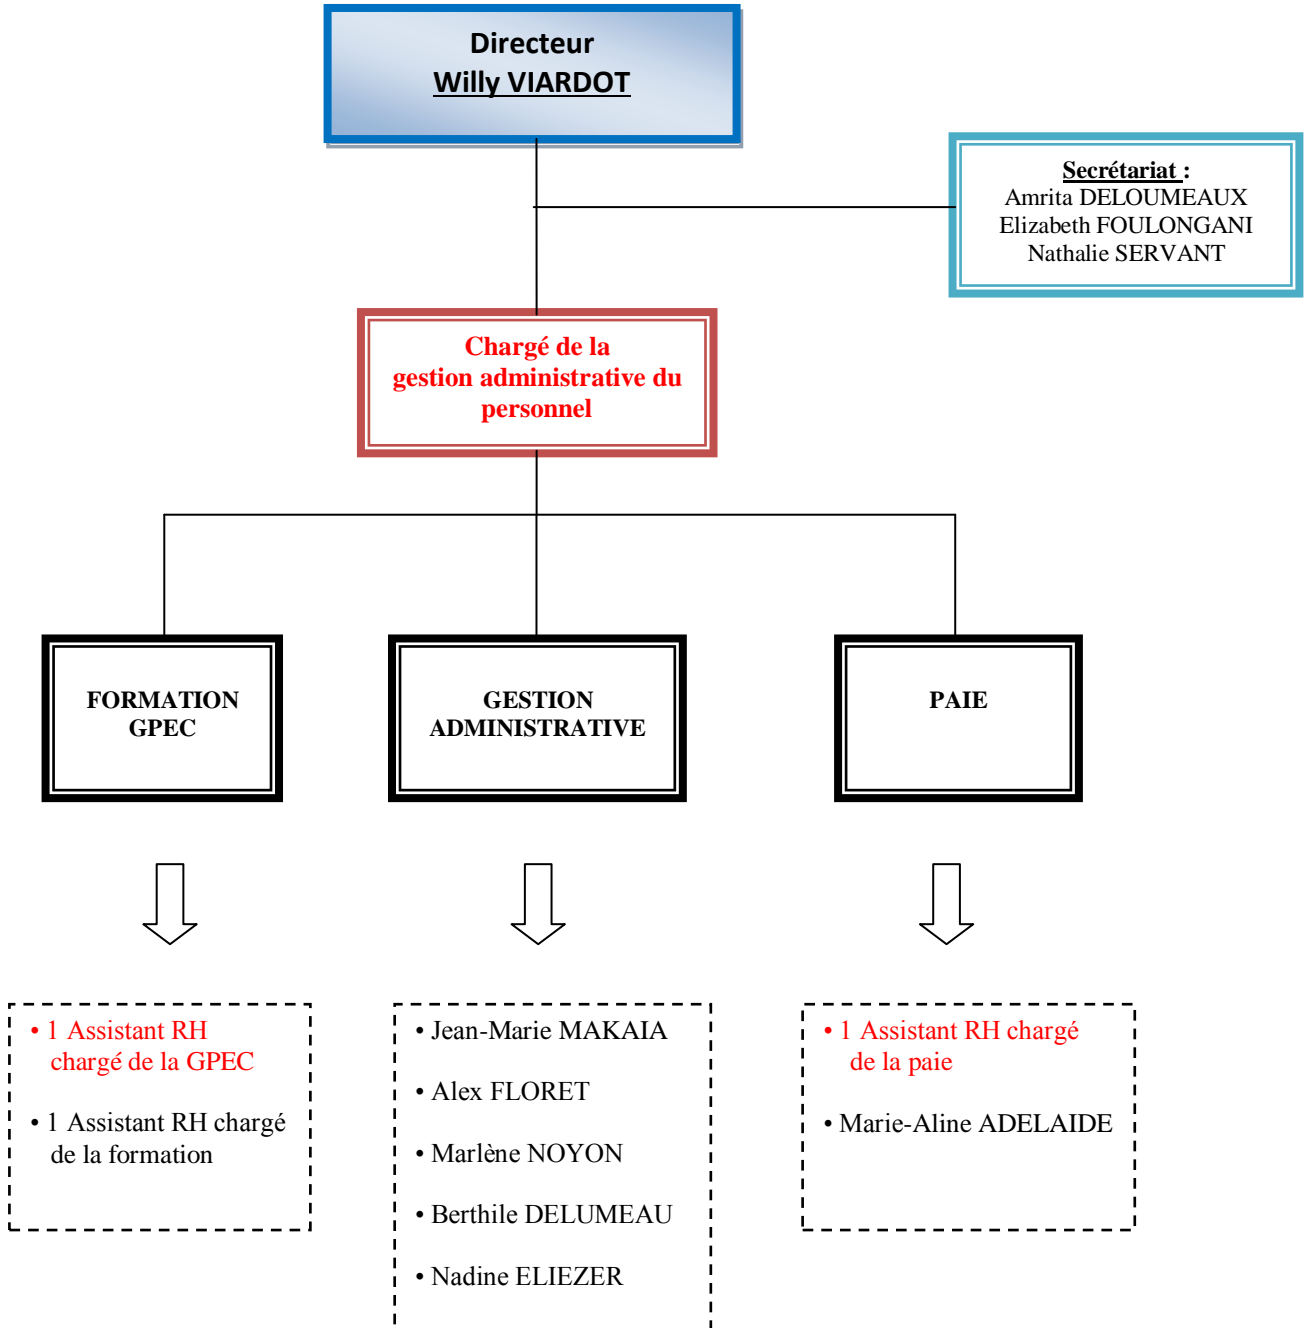 Directeur
Willy VIARDOT
Secrétariat :
Amrita DELOUMEAUX
Elizabeth FOULONGANI
Nathalie SERVANT
Chargé de la
gestion administrative du
personnel
FORMATION
GPEC
GESTION
ADMINISTRATIVE
PAIE
• 1 Assistant RH
chargé de la GPEC
• 1 Assistant RH chargé
de la formation
• Jean-Marie MAKAIA
• Alex FLORET
• Marlène NOYON
• Berthile DELUMEAU
• Nadine ELIEZER
• 1 Assistant RH chargé
de la paie
• Marie-Aline ADELAIDE